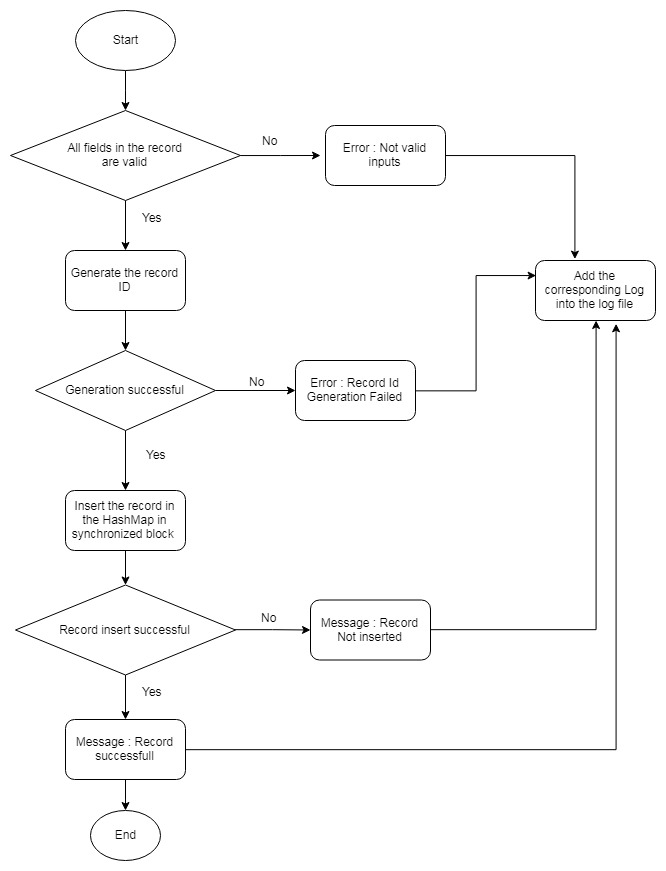 Start
All fields in the record
are valid
No
Error : Not valid
inputs
Yes
Generate the record
ID
Add the
corresponding Log
into the log file
Generation successful
No
Error : Record Id
Generation Failed
Yes
Insert the record in
the HashMap in
synchronized block
Record insert successful
No
Message : Record
Not inserted
Yes
Message : Record
successfull
End